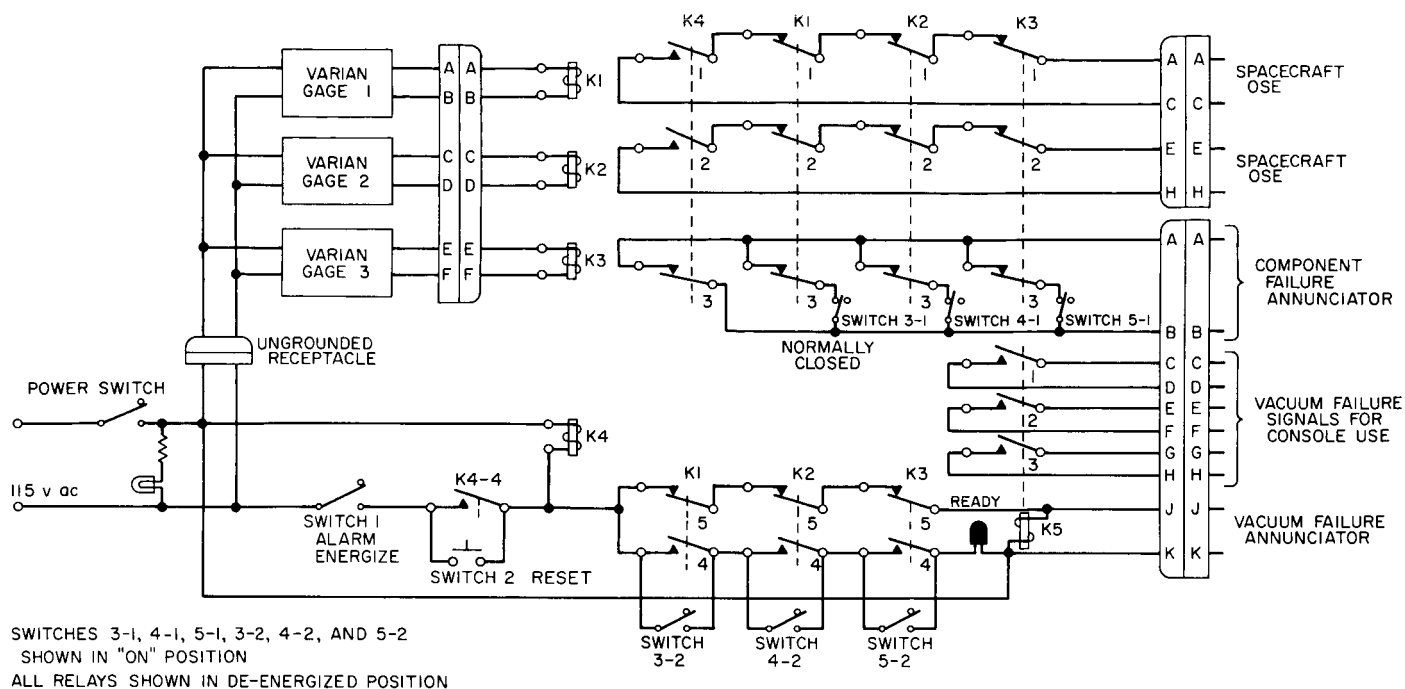 K4 K1 K2 K3
VARIAN
GAGE 1
A A
B B
K1
1 1 1 1
A A
C C
SPACECRAFT
OSE
VARIAN
GAGE 2
C C
D D
K2
2 2 2 2
E E
H H
SPACECRAFT
OSE
VARIAN
GAGE 3
E E
F F
K3
3 3 3 3
SWITCH 3-1 SWITCH 4-1 SWITCH 5-1
NORMALLY
CLOSED
A A
B B
COMPONENT
FAILURE
ANNUNCIATOR
UNGROUNDED
RECEPTACLE
1
12
3
C C
D D
E E
F F
G G
H H
VACUUM FAILURE
SIGNALS FOR
CONSOLE USE
POWER SWITCH
K4
115 v ac
SWITCH 1
ALARM
ENERGIZE
K4-4
SWITCH 2 RESET
K1 K2 K3
5 5 5
4 4 4
READY
K5
J J
K K
VACUUM FAILURE
ANNUNCIATOR
SWITCH
3-2
SWITCH
4-2
SWITCH
5-2
SWITCHES 3-1, 4-1, 5-1, 3-2, 4-2, AND 5-2
SHOWN IN "ON" POSITION
ALL RELAYS SHOWN IN DE-ENERGIZED POSITION